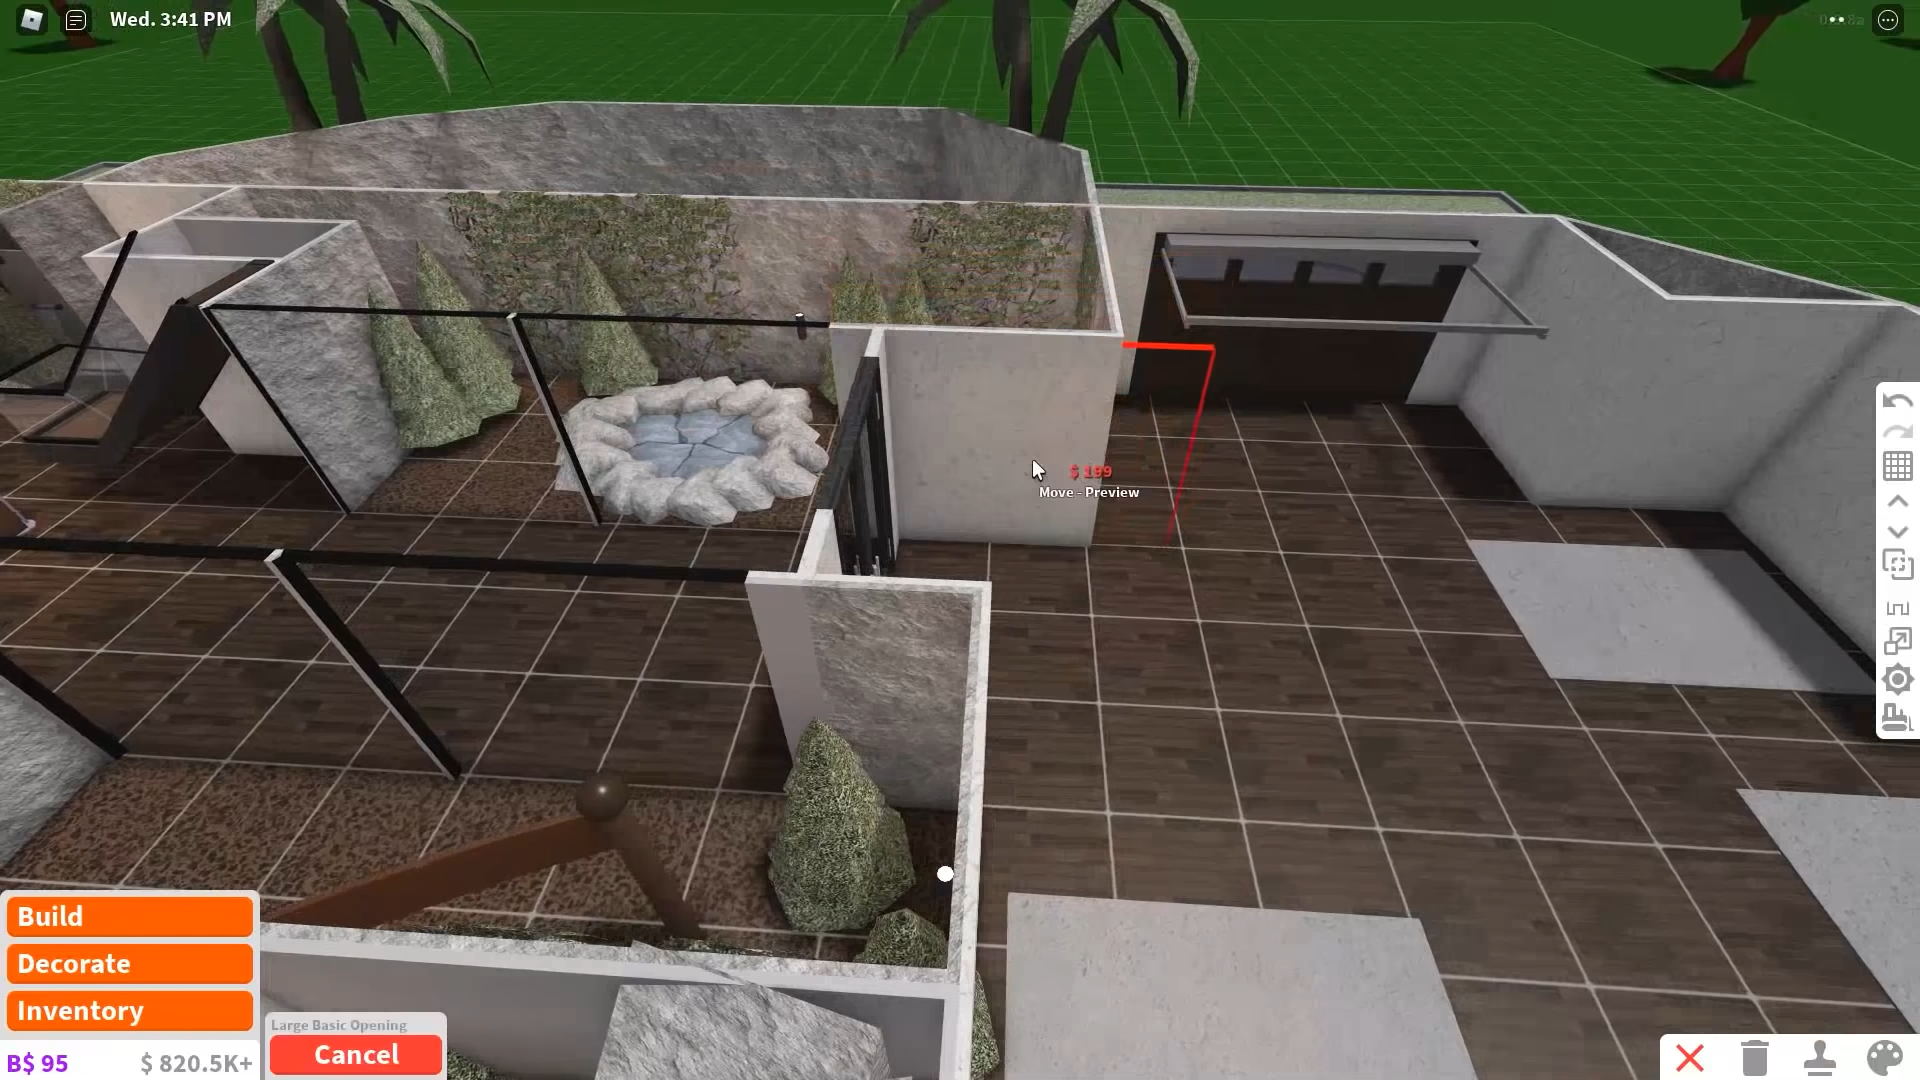 Wed. 3:41 PM
$ 199
Move - Preview
Build
Decorate
Inventory
Large Basic Opening
Cancel
B$ 95
$ 820.5K+